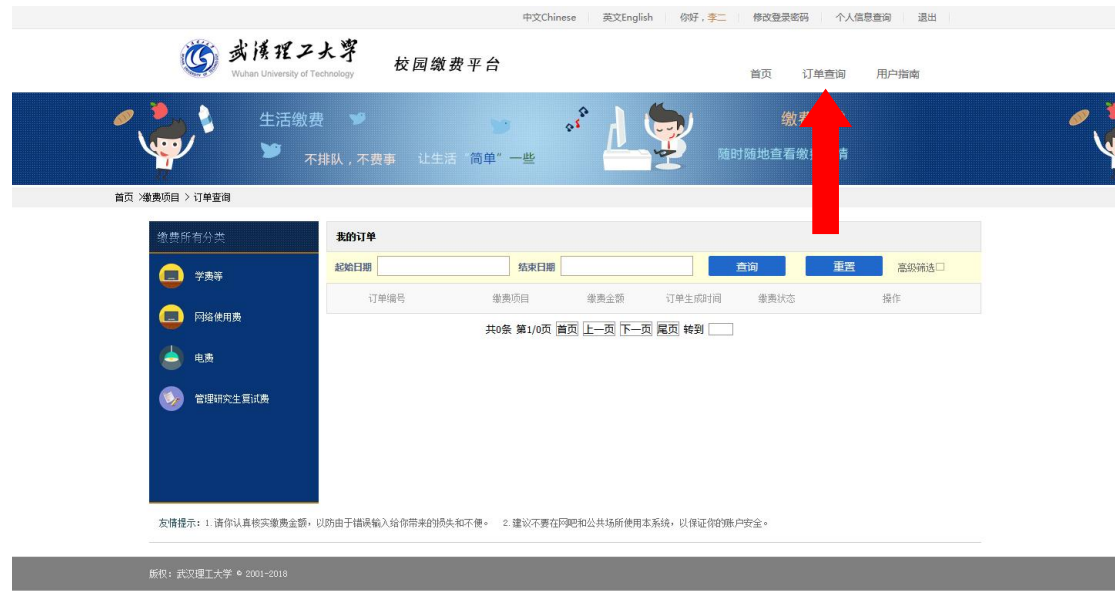 中文Chinese 英文English 你好，李二 修改登录密码 个人信息查询 退出
武汉理工大学
Wuhan University of Technology
校园缴费平台
首页 订单查询 用户指南
生活缴费
不排队，不费事 让生活“简单”一些
缴费
随时随地查看缴费 情
首页 >缴费项目 > 订单查询
缴费所有分类
学费等
网络使用费
电费
管理研究生复试费
我的订单
起始日期 结束日期 查询 重置 高级筛选
订单编号 缴费项目 缴费金额 订单生成时间 缴费状态 操作
共0条 第1/0页 首页 上一页 下一页 尾页 转到
友情提示：1.请你认真核实缴费金额，以防由于错误输入给你带来的损失和不便。 2.建议不要在网吧和公共场所使用本系统，以保证你的账户安全。
版权：武汉理工大学 © 2001-2018